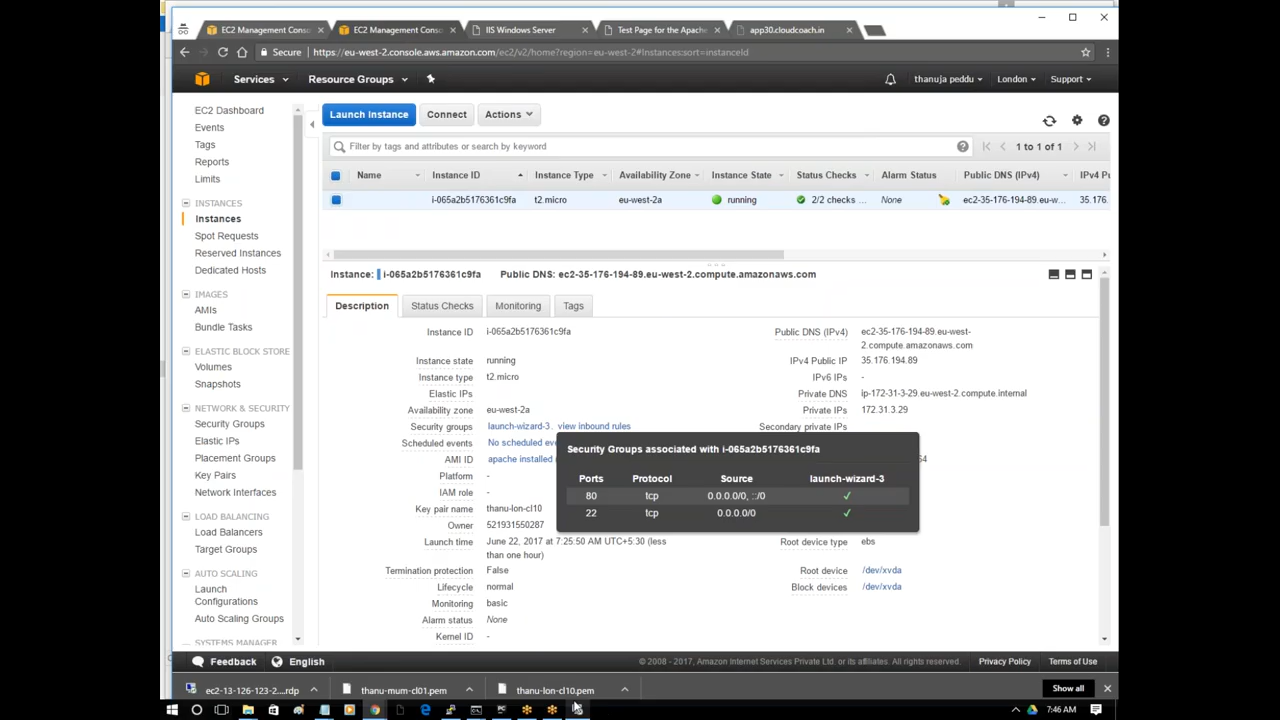 EC2 Management Cons
EC2 Management Conso
IIS Windows Server
Test Page for the Apache
app30.cloudcoach.in
Secure
https://eu-west-2.console.aws.amazon.com/ec2/v2/home?region=eu-west-2#Instances:sort=instanceId
Services
Resource Groups
thanuja peddu
London
Support
EC2 Dashboard
Events
Tags
Reports
Limits
INSTANCES
Instances
Spot Requests
Reserved Instances
Dedicated Hosts
IMAGES
AMIs
Bundle Tasks
ELASTIC BLOCK STORE
Volumes
Snapshots
NETWORK & SECURITY
Security Groups
Elastic IPs
Placement Groups
Key Pairs
Network Interfaces
LOAD BALANCING
Load Balancers
Target Groups
AUTO SCALING
Launch
Configurations
Auto Scaling Groups
SYSTEMS MANAGER
Launch Instance
Connect
Actions
Filter by tags and attributes or search by keyword
1 to 1 of 1
Name
Instance ID
Instance Type
Availability Zone
Instance State
Status Checks
Alarm Status
Public DNS (IPv4)
IPv4 P
i-065a2b5176361c9fa
t2.micro
eu-west-2a
running
2/2 checks ...
None
ec2-35-176-194-89.eu-w...
35.176.
Instance: i-065a2b5176361c9fa
Public DNS: ec2-35-176-194-89.eu-west-2.compute.amazonaws.com
Description
Status Checks
Monitoring
Tags
Instance ID
i-065a2b5176361c9fa
Instance state
running
Instance type
t2.micro
Elastic IPs
Availability zone
eu-west-2a
Security groups
launch-wizard-3. view inbound rules
Scheduled events
No scheduled eve
AMI ID
apache installed (
Platform
-
IAM role
-
Key pair name
thanu-lon-cl10
Owner
521931550287
Launch time
June 22, 2017 at 7:25:50 AM UTC+5:30 (less
than one hour)
Termination protection
False
Lifecycle
normal
Monitoring
basic
Alarm status
None
Kernel ID
-
Public DNS (IPv4)
ec2-35-176-194-89.eu-west-
2.compute.amazonaws.com
IPv4 Public IP
35.176.194.89
IPv6 IPs
-
Private DNS
ip-172-31-3-29.eu-west-2.compute.internal
Private IPs
172.31.3.29
Secondary private IPs
64
Root device type
ebs
Root device
/dev/xvda
Block devices
/dev/xvda
Security Groups associated with i-065a2b5176361c9fa
Ports
Protocol
Source
launch-wizard-3
80
tcp
0.0.0.0/0, ::/0
✓
22
tcp
0.0.0.0/0
✓
Feedback
English
© 2008 - 2017, Amazon Internet Services Private Ltd. or its affiliates. All rights reserved.
Privacy Policy
Terms of Use
ec2-13-126-123-2....rdp
thanu-mum-cl01.pem
thanu-lon-cl10.pem
Show all
7:46 AM